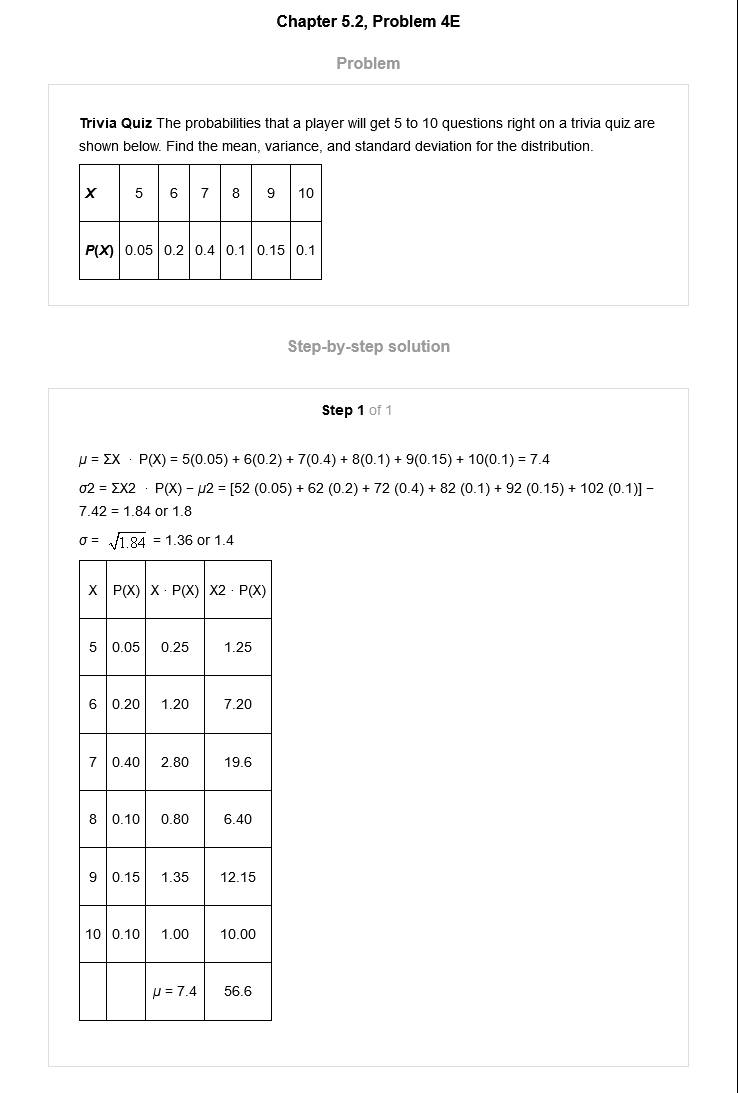 Chapter 5.2, Problem 4E
Problem
Trivia Quiz The probabilities that a player will get 5 to 10 questions right on a trivia quiz are
shown below. Find the mean, variance, and standard deviation for the distribution.
X 5 6 7 8 9 10
P(X) 0.05 0.2 0.4 0.1 0.15 0.1
Step-by-step solution
Step 1 of 1
μ = ΣX · P(X) = 5(0.05) + 6(0.2) + 7(0.4) + 8(0.1) + 9(0.15) + 10(0.1) = 7.4
σ2 = ΣX2 · P(X) − μ2 = [52 (0.05) + 62 (0.2) + 72 (0.4) + 82 (0.1) + 92 (0.15) + 102 (0.1)] −
7.42 = 1.84 or 1.8
σ = √1.84 = 1.36 or 1.4
X P(X) X · P(X) X2 · P(X)
5 0.05 0.25 1.25
6 0.20 1.20 7.20
7 0.40 2.80 19.6
8 0.10 0.80 6.40
9 0.15 1.35 12.15
10 0.10 1.00 10.00
μ = 7.4 56.6